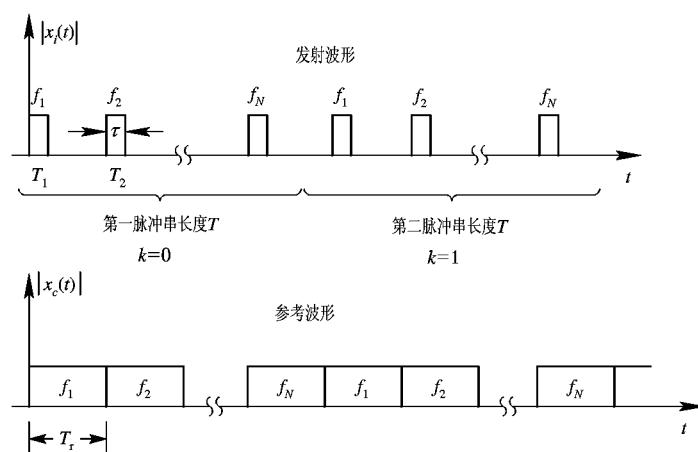 |x_i(t)|
发射波形
f_1 f_2 f_N f_1 f_2 f_N
τ
T_1 T_2 t
第一脉冲串长度T 第二脉冲串长度T
k=0 k=1
|x_c(t)|
参考波形
f_1 f_2 f_N f_1 f_2 f_N
T_r t